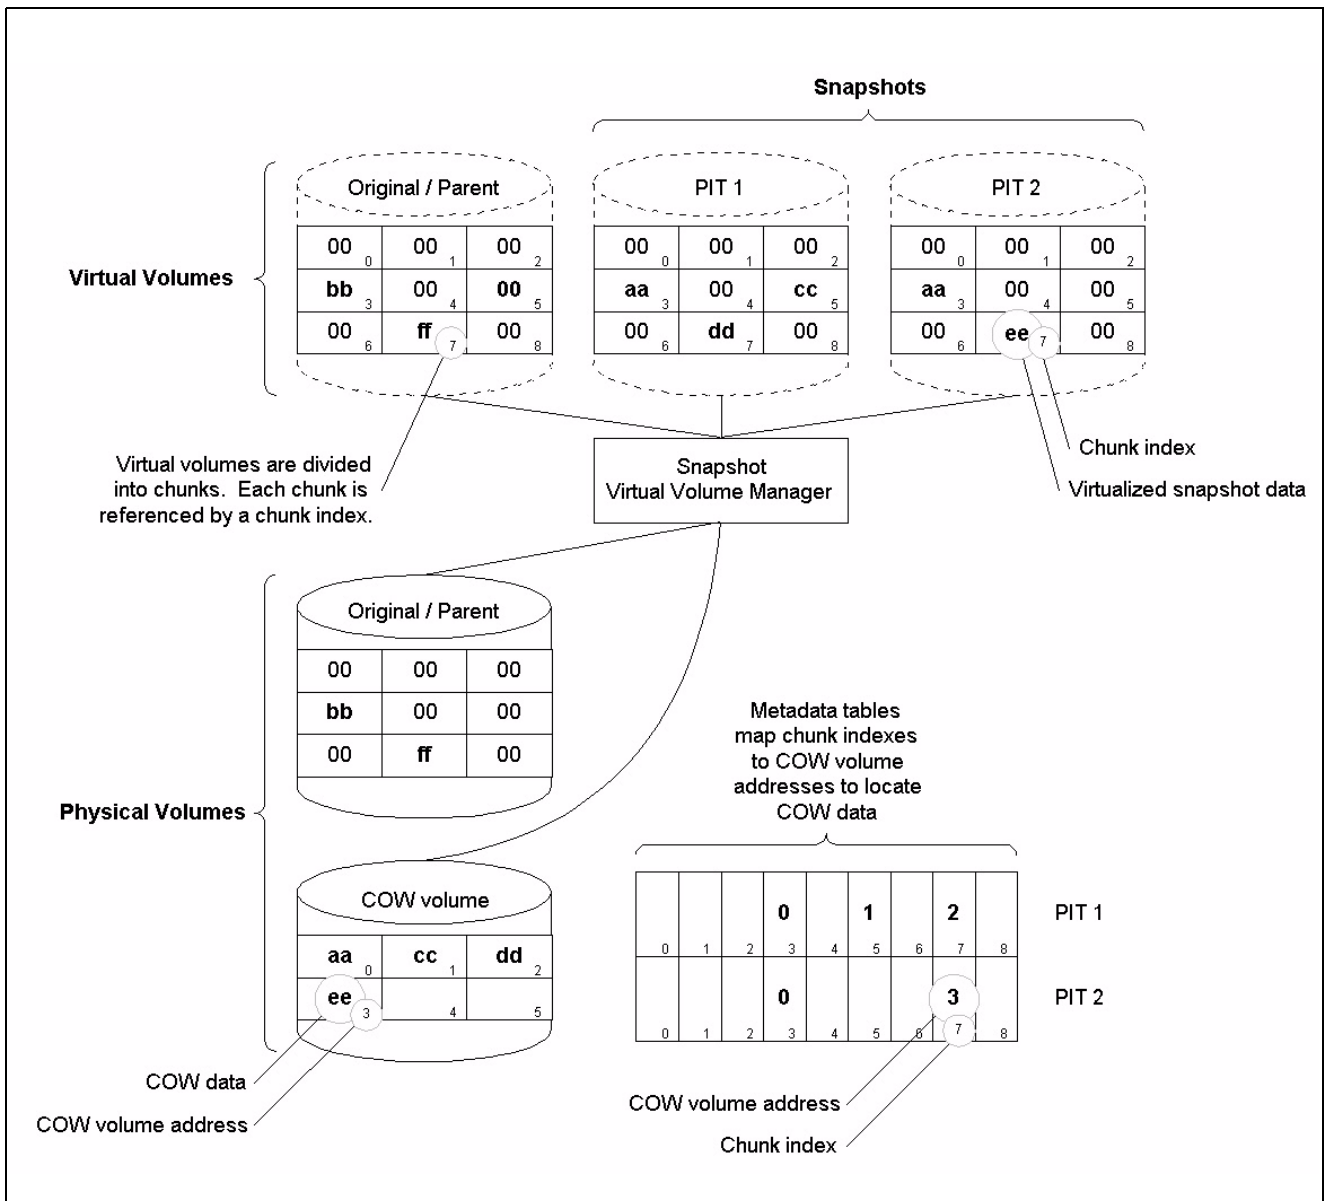 Snapshots
Original / Parent
PIT 1
PIT 2
Virtual Volumes
00 0 00 1 00 2
bb 3 00 4 00 5
00 6 ff 7 00 8
00 0 00 1 00 2
aa 3 00 4 cc 5
00 6 dd 7 00 8
00 0 00 1 00 2
aa 3 00 4 00 5
00 6 ee 7 00 8
Virtual volumes are divided
into chunks. Each chunk is
referenced by a chunk index.
Snapshot
Virtual Volume Manager
Chunk index
Virtualized snapshot data
Physical Volumes
Original / Parent
00 00 00
bb 00 00
00 ff 00
COW volume
aa 0 cc 1 dd 2
ee 3 4 5
COW data
COW volume address
Metadata tables
map chunk indexes
to COW volume
addresses to locate
COW data
0 1 2
0 1 2 3 4 5 6 7 8
PIT 1
0 3
0 1 2 3 4 5 6 7 8
PIT 2
COW volume address
Chunk index